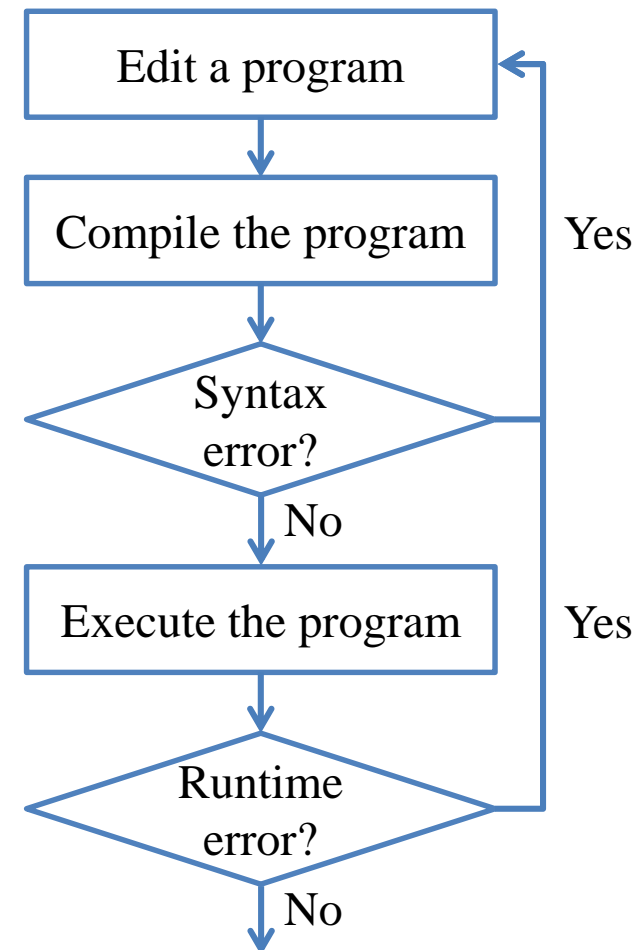 Edit a program
Compile the program
Yes
Syntax
error?
No
Execute the program
Yes
Runtime
error?
No